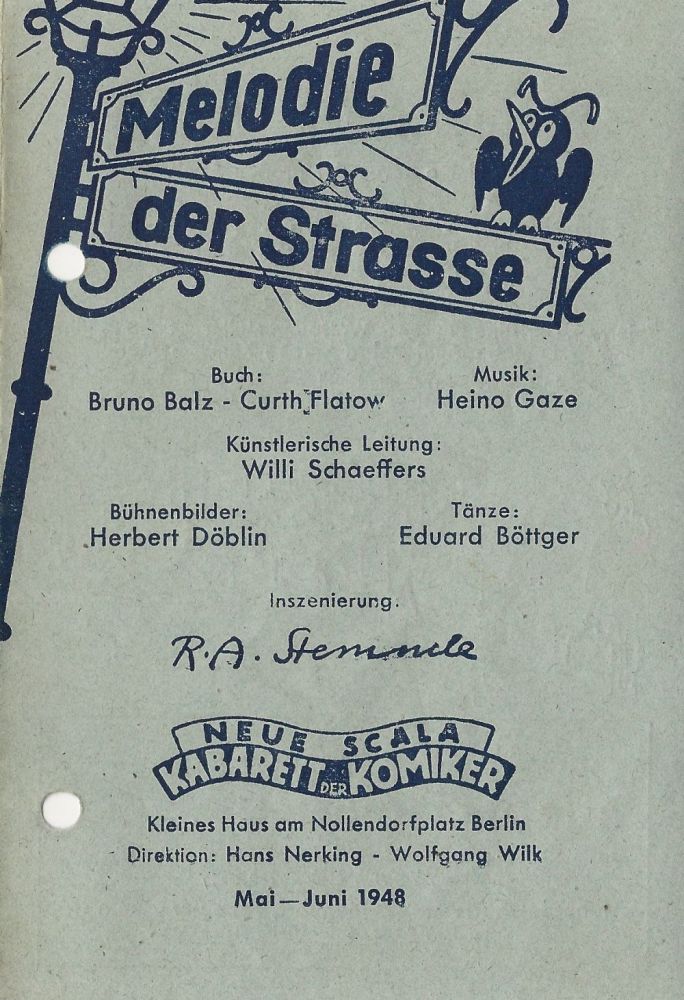 Melodie
der Strasse
Buch:
Bruno Balz - Curth Flatow
Musik:
Heino Gaze
Künstlerische Leitung:
Willi Schaeffers
Bühnenbilder:
Herbert Döblin
Tänze:
Eduard Böttger
Inszenierung.
R. A. Stemmle
NEUE SCALA
KABARETT DER KOMIKER
Kleines Haus am Nollendorfplatz Berlin
Direktion: Hans Nerking - Wolfgang Wilk
Mai—Juni 1948